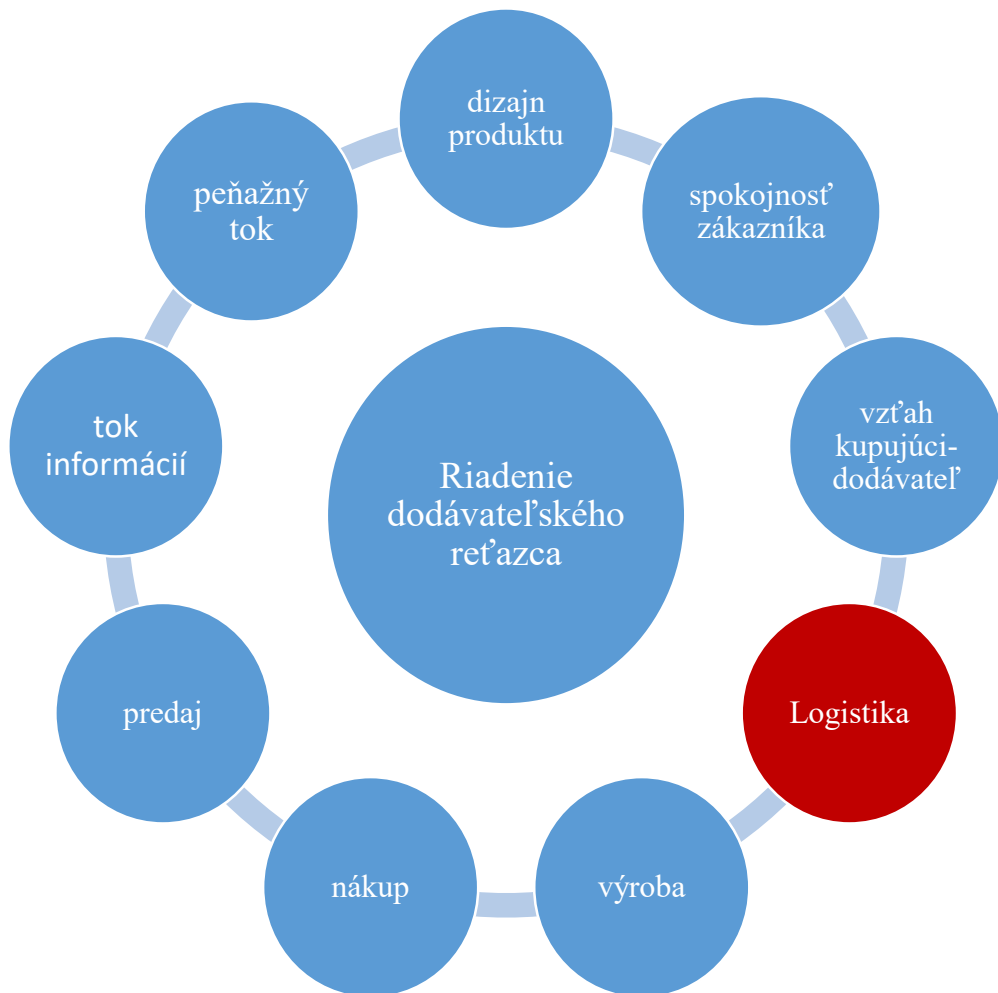 dizajn
produktu
spokojnosť
zákazníka
vzťah
kupujúci-
dodávateľ
Logistika
výroba
nákup
predaj
tok
informácií
peňažný
tok
Riadenie
dodávateľského
reťazca